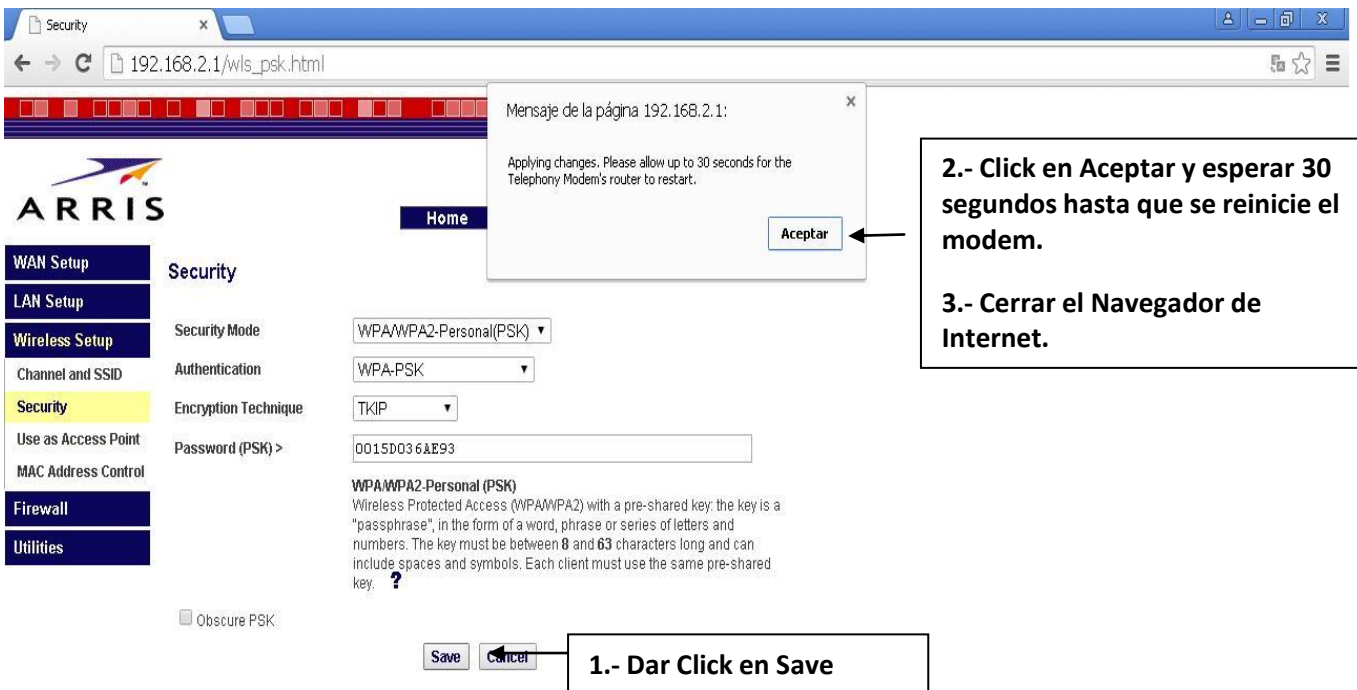 Security
192.168.2.1/wls_psk.html
Mensaje de la página 192.168.2.1:
Applying changes. Please allow up to 30 seconds for the
Telephony Modem's router to restart.
Aceptar
2.- Click en Aceptar y esperar 30
segundos hasta que se reinicie el
modem.
3.- Cerrar el Navegador de
Internet.
ARRIS
Home
WAN Setup
LAN Setup
Wireless Setup
Channel and SSID
Security
Use as Access Point
MAC Address Control
Firewall
Utilities
Security
Security Mode WPA/WPA2-Personal(PSK)
Authentication WPA-PSK
Encryption Technique TKIP
Password (PSK) > 0015D036AE93
WPA/WPA2-Personal (PSK)
Wireless Protected Access (WPA/WPA2) with a pre-shared key: the key is a
"passphrase", in the form of a word, phrase or series of letters and
numbers. The key must be between 8 and 63 characters long and can
include spaces and symbols. Each client must use the same pre-shared
key. ?
Obscure PSK
Save Cancel
1.- Dar Click en Save